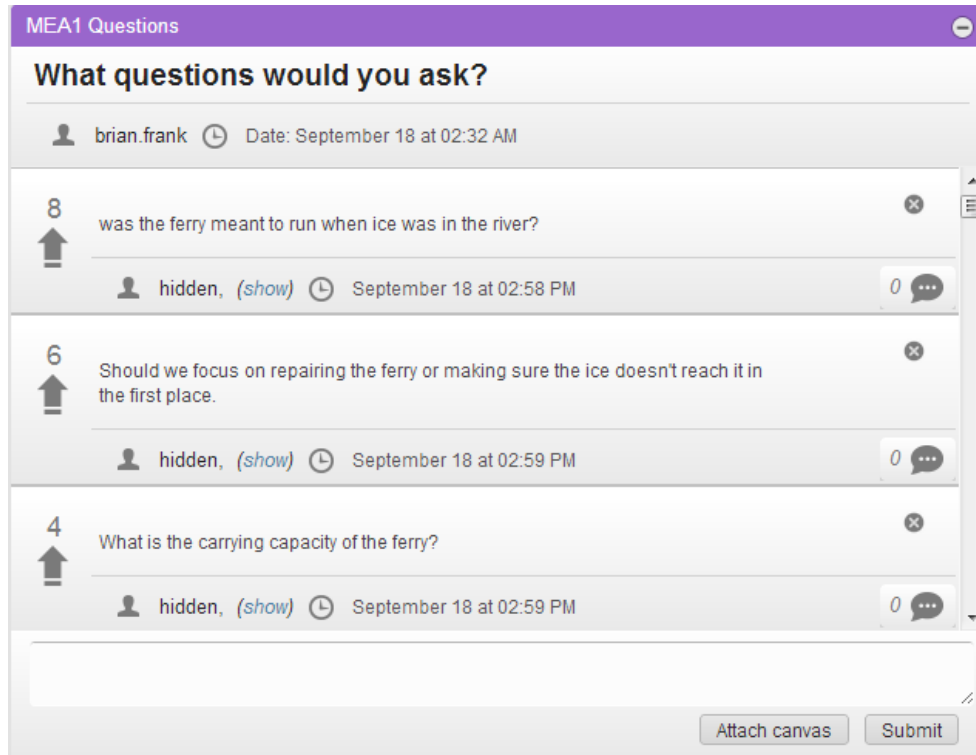 MEA1 Questions
What questions would you ask?
brian.frank Date: September 18 at 02:32 AM
8
was the ferry meant to run when ice was in the river?
hidden, (show) September 18 at 02:58 PM 0
6
Should we focus on repairing the ferry or making sure the ice doesn't reach it in
the first place.
hidden, (show) September 18 at 02:59 PM 0
4
What is the carrying capacity of the ferry?
hidden, (show) September 18 at 02:59 PM 0
Attach canvas Submit